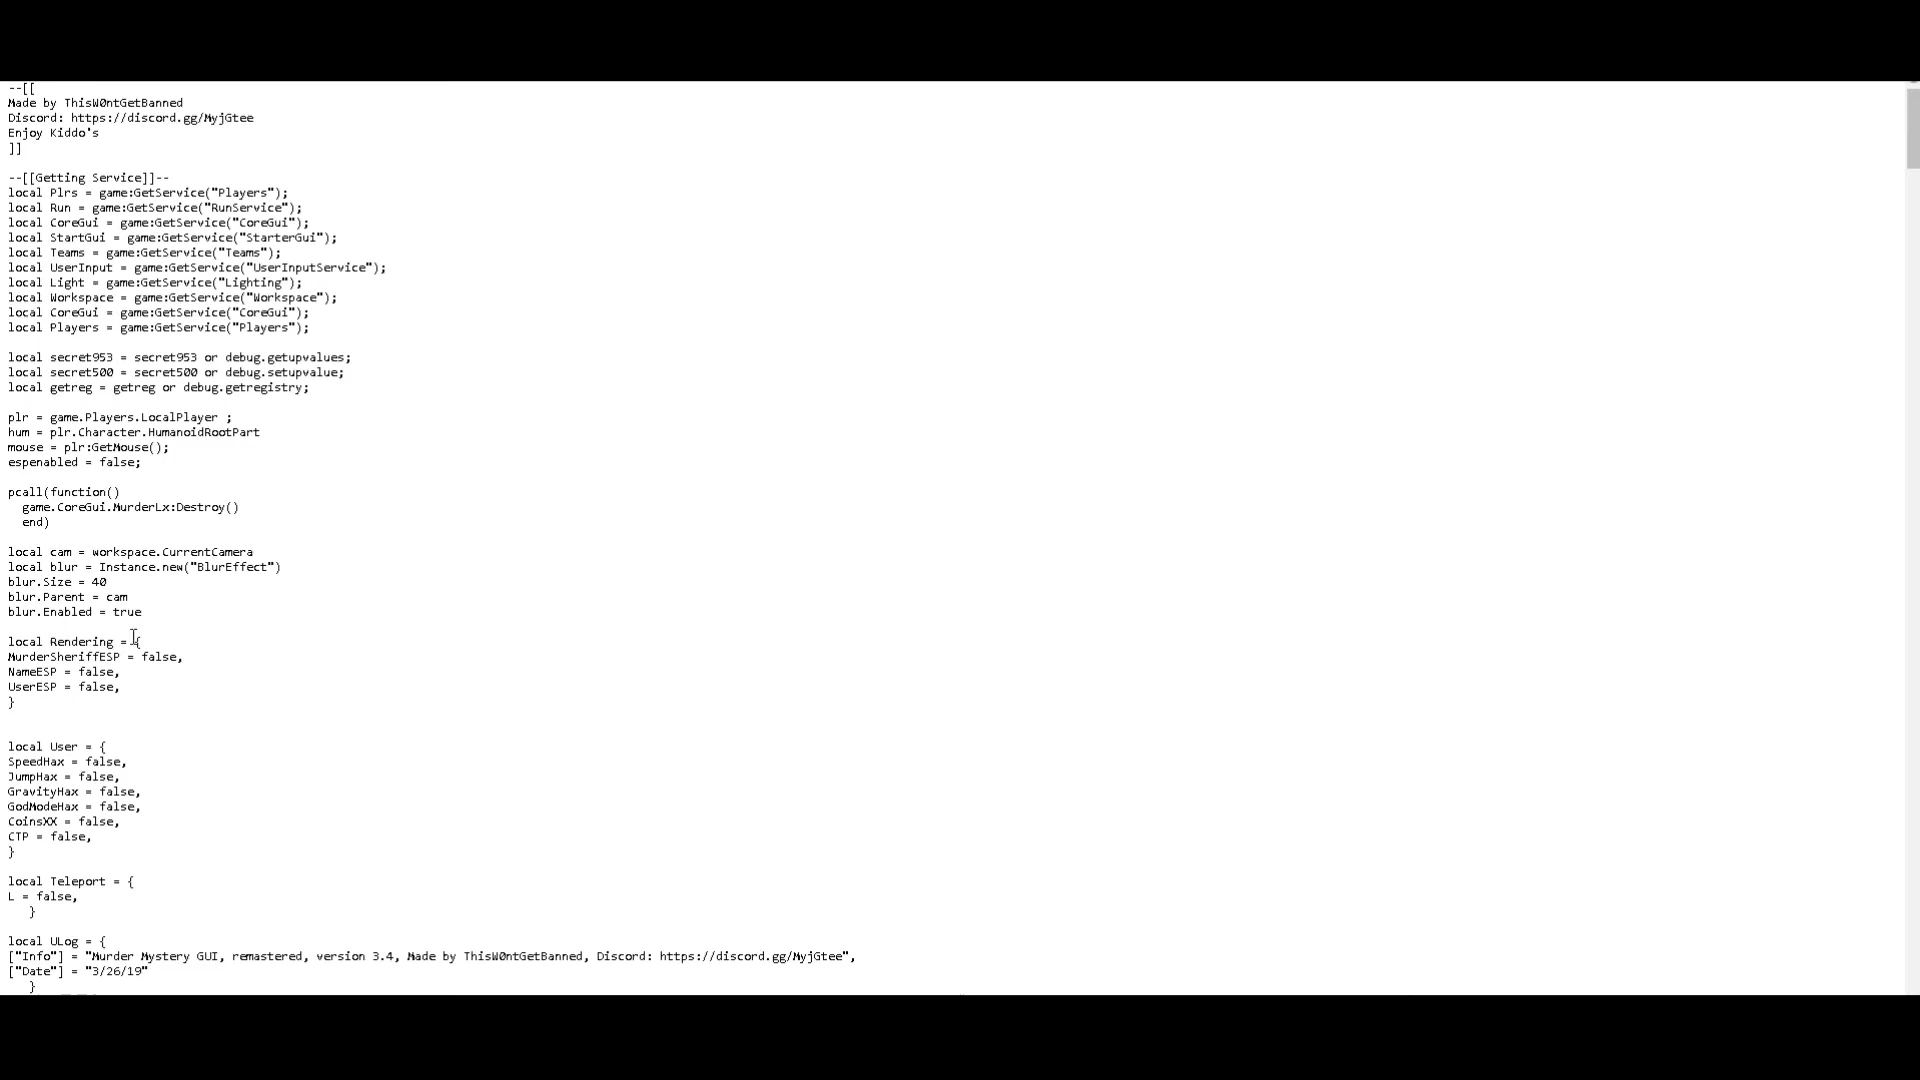 --[[
Made by ThisW0ntGetBanned
Discord: https://discord.gg/MyjGtee
Enjoy Kiddo's
]]
--[[Getting Service]]--
local Plrs = game:GetService("Players");
local Run = game:GetService("RunService");
local CoreGui = game:GetService("CoreGui");
local StartGui = game:GetService("StarterGui");
local Teams = game:GetService("Teams");
local UserInput = game:GetService("UserInputService");
local Light = game:GetService("Lighting");
local Workspace = game:GetService("Workspace");
local CoreGui = game:GetService("CoreGui");
local Players = game:GetService("Players");
local secret953 = secret953 or debug.getupvalues;
local secret500 = secret500 or debug.setupvalue;
local getreg = getreg or debug.getregistry;
plr = game.Players.LocalPlayer ;
hum = plr.Character.HumanoidRootPart
mouse = plr:GetMouse();
espenabled = false;
pcall(function()
game.CoreGui.MurderLx:Destroy()
end)
local cam = workspace.CurrentCamera
local blur = Instance.new("BlurEffect")
blur.Size = 40
blur.Parent = cam
blur.Enabled = true
local Rendering = {
MurderSheriffESP = false,
NameESP = false,
UserESP = false,
}
local User = {
SpeedHax = false,
JumpHax = false,
GravityHax = false,
GodModeHax = false,
CoinsXX = false,
CTP = false,
}
local Teleport = {
L = false,
}
local ULog = {
["Info"] = "Murder Mystery GUI, remastered, version 3.4, Made by ThisW0ntGetBanned, Discord: https://discord.gg/MyjGtee",
["Date"] = "3/26/19"
}